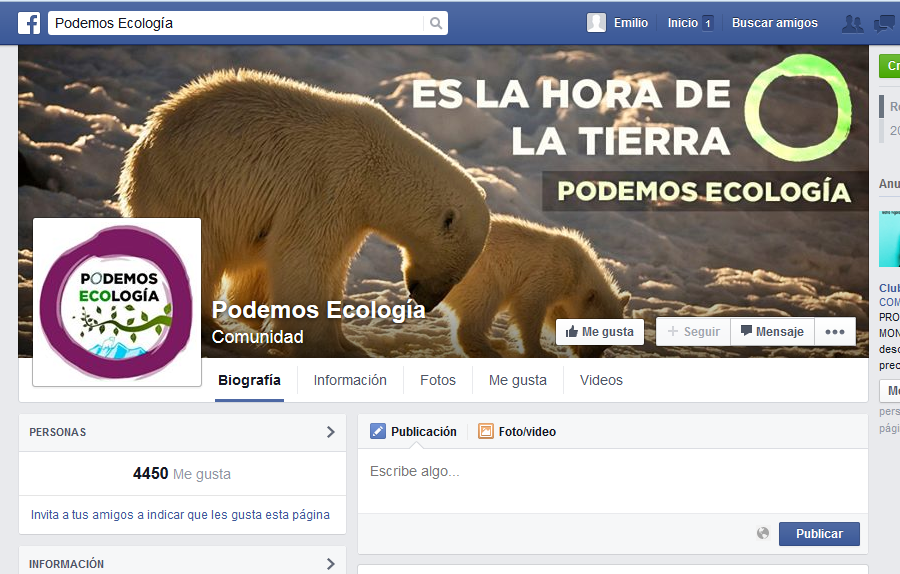 Podemos Ecología
Emilio
Inicio 1
Buscar amigos
ES LA HORA DE
LA TIERRA
PODEMOS ECOLOGÍA
PODEMOS
ECOLOGÍA
Podemos Ecología
Comunidad
Me gusta
Seguir
Mensaje
Biografía
Información
Fotos
Me gusta
Videos
PERSONAS
4450 Me gusta
Invita a tus amigos a indicar que les gusta esta página
INFORMACIÓN
Publicación
Foto/video
Escribe algo...
Publicar
Cr
Re
20
Anu
Club
COM
PRO
MON
desc
prec
Me
pers
pági